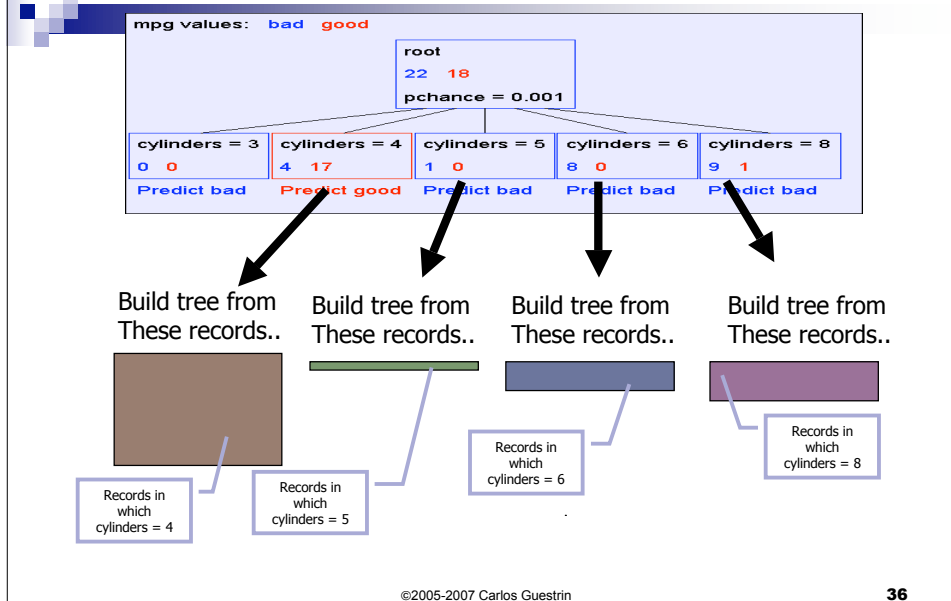 mpg values: bad good
root
22 18
pchance = 0.001
cylinders = 3 cylinders = 4 cylinders = 5 cylinders = 6 cylinders = 8
0 0 4 17 1 0 8 0 9 1
Predict bad Predict good Predict bad Predict bad Predict bad
Build tree from
These records..
Build tree from
These records..
Build tree from
These records..
Build tree from
These records..
Records in
which
cylinders = 4
Records in
which
cylinders = 5
Records in
which
cylinders = 6
Records in
which
cylinders = 8
.
©2005-2007 Carlos Guestrin
36